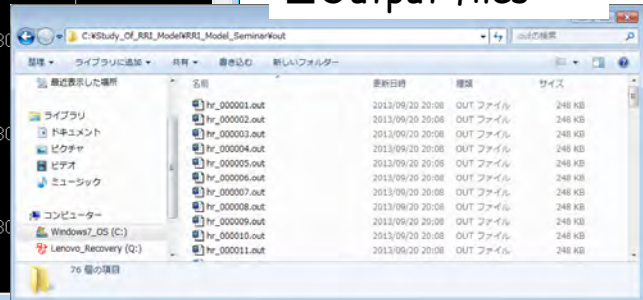 Output files
C:¥Study_Of_RRI_Model¥RRI_Model_Seminar¥out
outの検索
整理 ライブラリに追加 共有 書き込む 新しいフォルダー
最近表示した場所
ライブラリ
ドキュメント
ピクチャ
ビデオ
ミュージック
コンピューター
Windows7_OS (C:)
Lenovo_Recovery (Q:)
名前 更新日時 種類 サイズ
hr_000001.out 2013/09/20 20:08 OUT ファイル 248 KB
hr_000002.out 2013/09/20 20:08 OUT ファイル 248 KB
hr_000003.out 2013/09/20 20:08 OUT ファイル 248 KB
hr_000004.out 2013/09/20 20:08 OUT ファイル 248 KB
hr_000005.out 2013/09/20 20:08 OUT ファイル 248 KB
hr_000006.out 2013/09/20 20:08 OUT ファイル 248 KB
hr_000007.out 2013/09/20 20:08 OUT ファイル 248 KB
hr_000008.out 2013/09/20 20:08 OUT ファイル 248 KB
hr_000009.out 2013/09/20 20:08 OUT ファイル 248 KB
hr_000010.out 2013/09/20 20:08 OUT ファイル 248 KB
hr_000011.out 2013/09/20 20:08 OUT ファイル 248 KB
76 個の項目